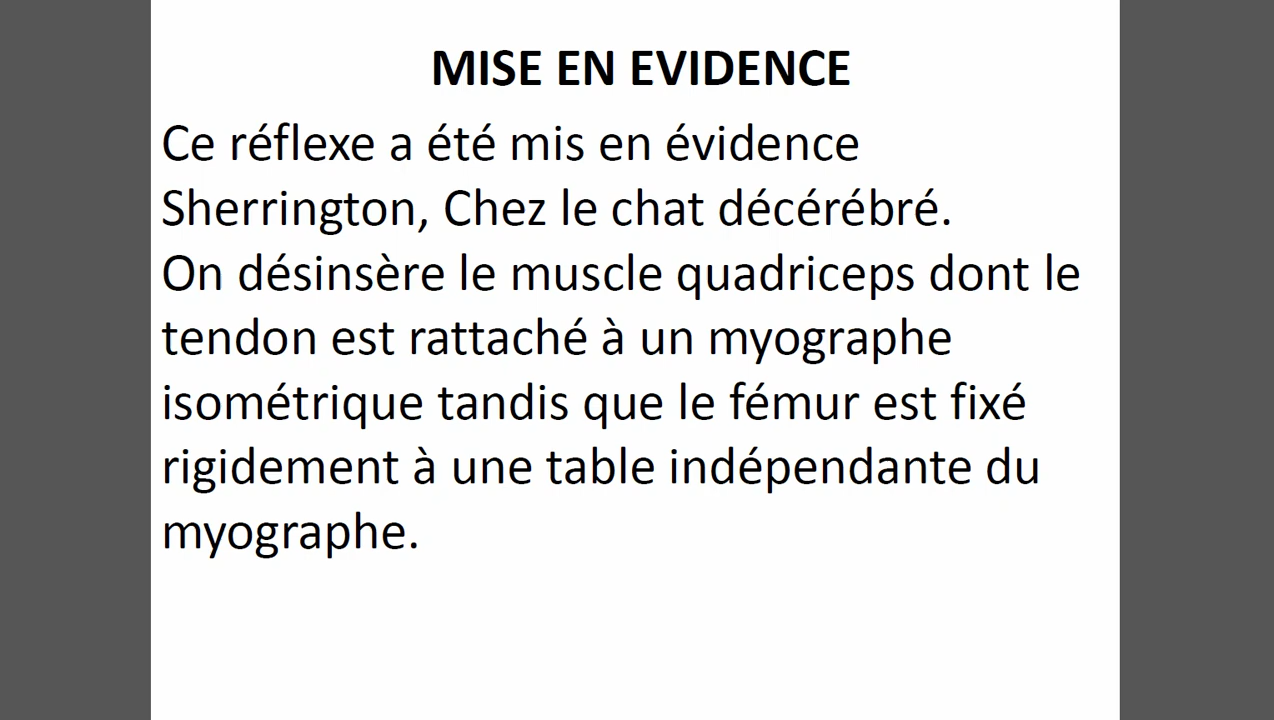 MISE EN EVIDENCE
Ce réflexe a été mis en évidence
Sherrington, Chez le chat décérébré.
On désinsère le muscle quadriceps dont le
tendon est rattaché à un myographe
isométrique tandis que le fémur est fixé
rigidement à une table indépendante du
myographe.